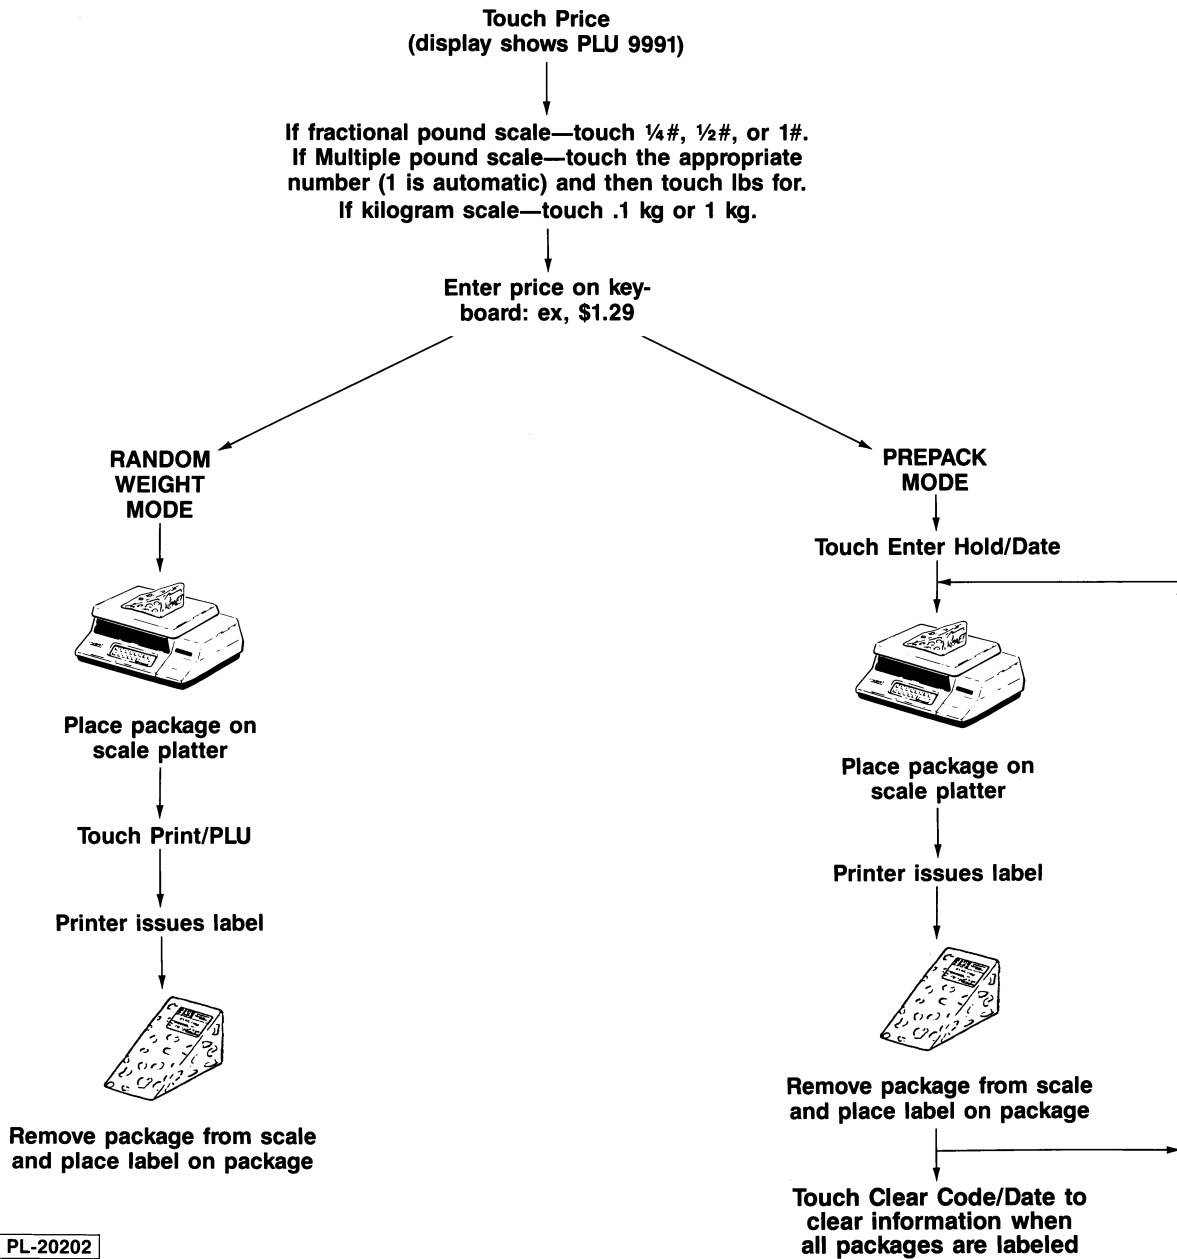 Touch Price
(display shows PLU 9991)
If fractional pound scale—touch ¼#, ½#, or 1#.
If Multiple pound scale—touch the appropriate
number (1 is automatic) and then touch lbs for.
If kilogram scale—touch .1 kg or 1 kg.
Enter price on key-
board: ex, $1.29
RANDOM
WEIGHT
MODE
Place package on
scale platter
Touch Print/PLU
Printer issues label
Remove package from scale
and place label on package
PREPACK
MODE
Touch Enter Hold/Date
Place package on
scale platter
Printer issues label
Remove package from scale
and place label on package
Touch Clear Code/Date to
clear information when
all packages are labeled
PL-20202